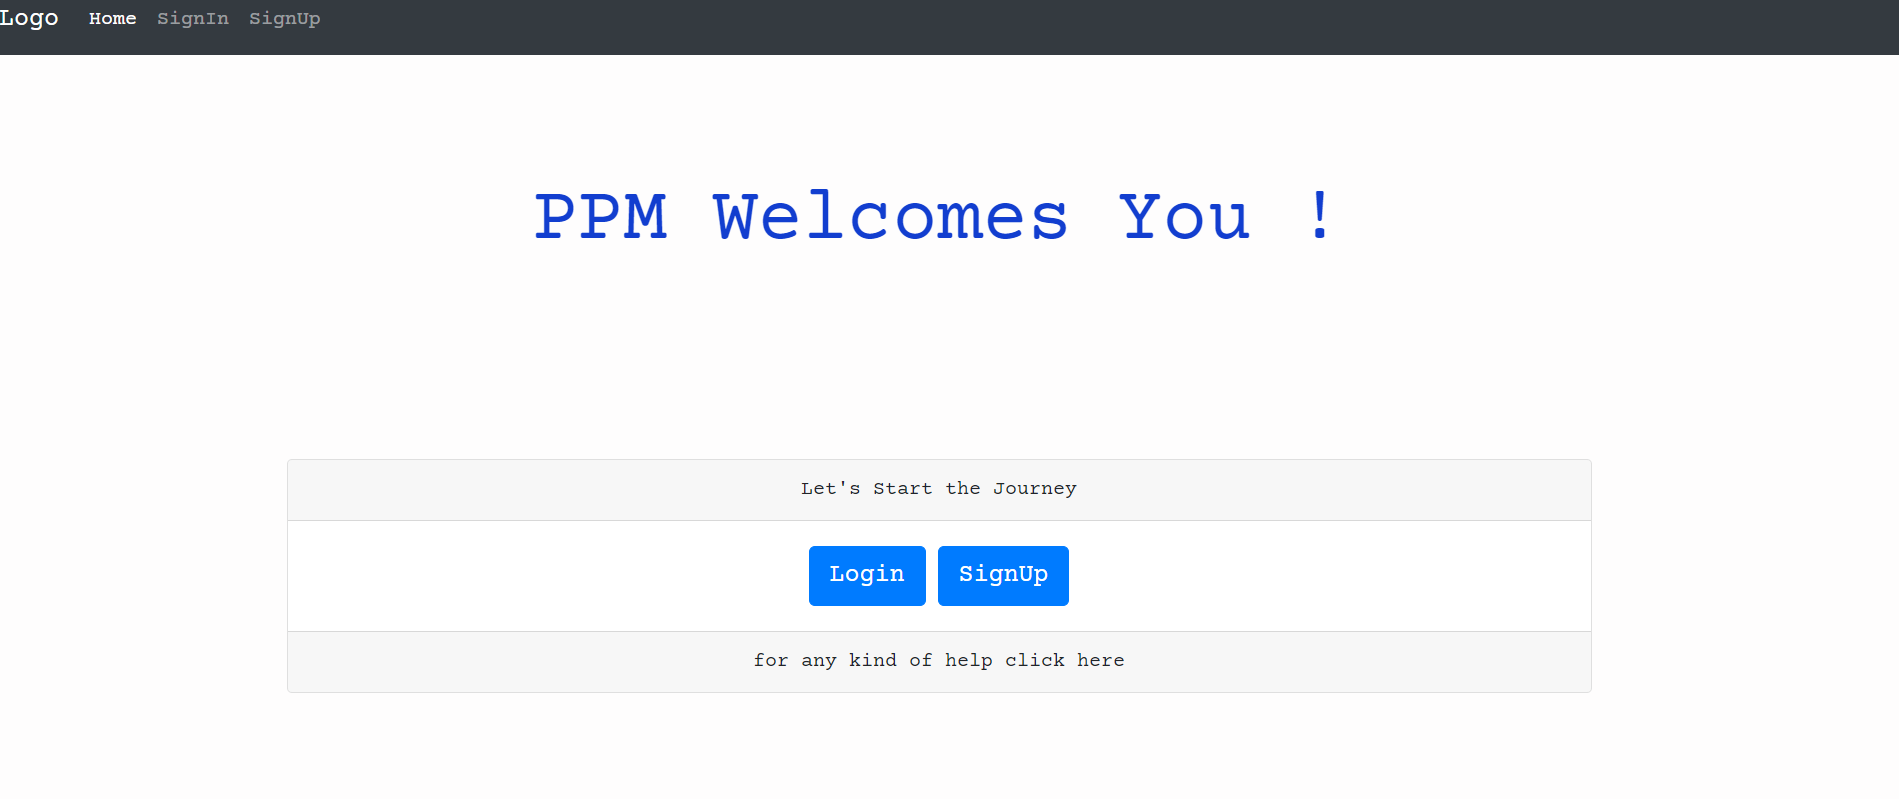 Logo Home SignIn SignUp
PPM Welcomes You !
Let's Start the Journey
Login SignUp
for any kind of help click here